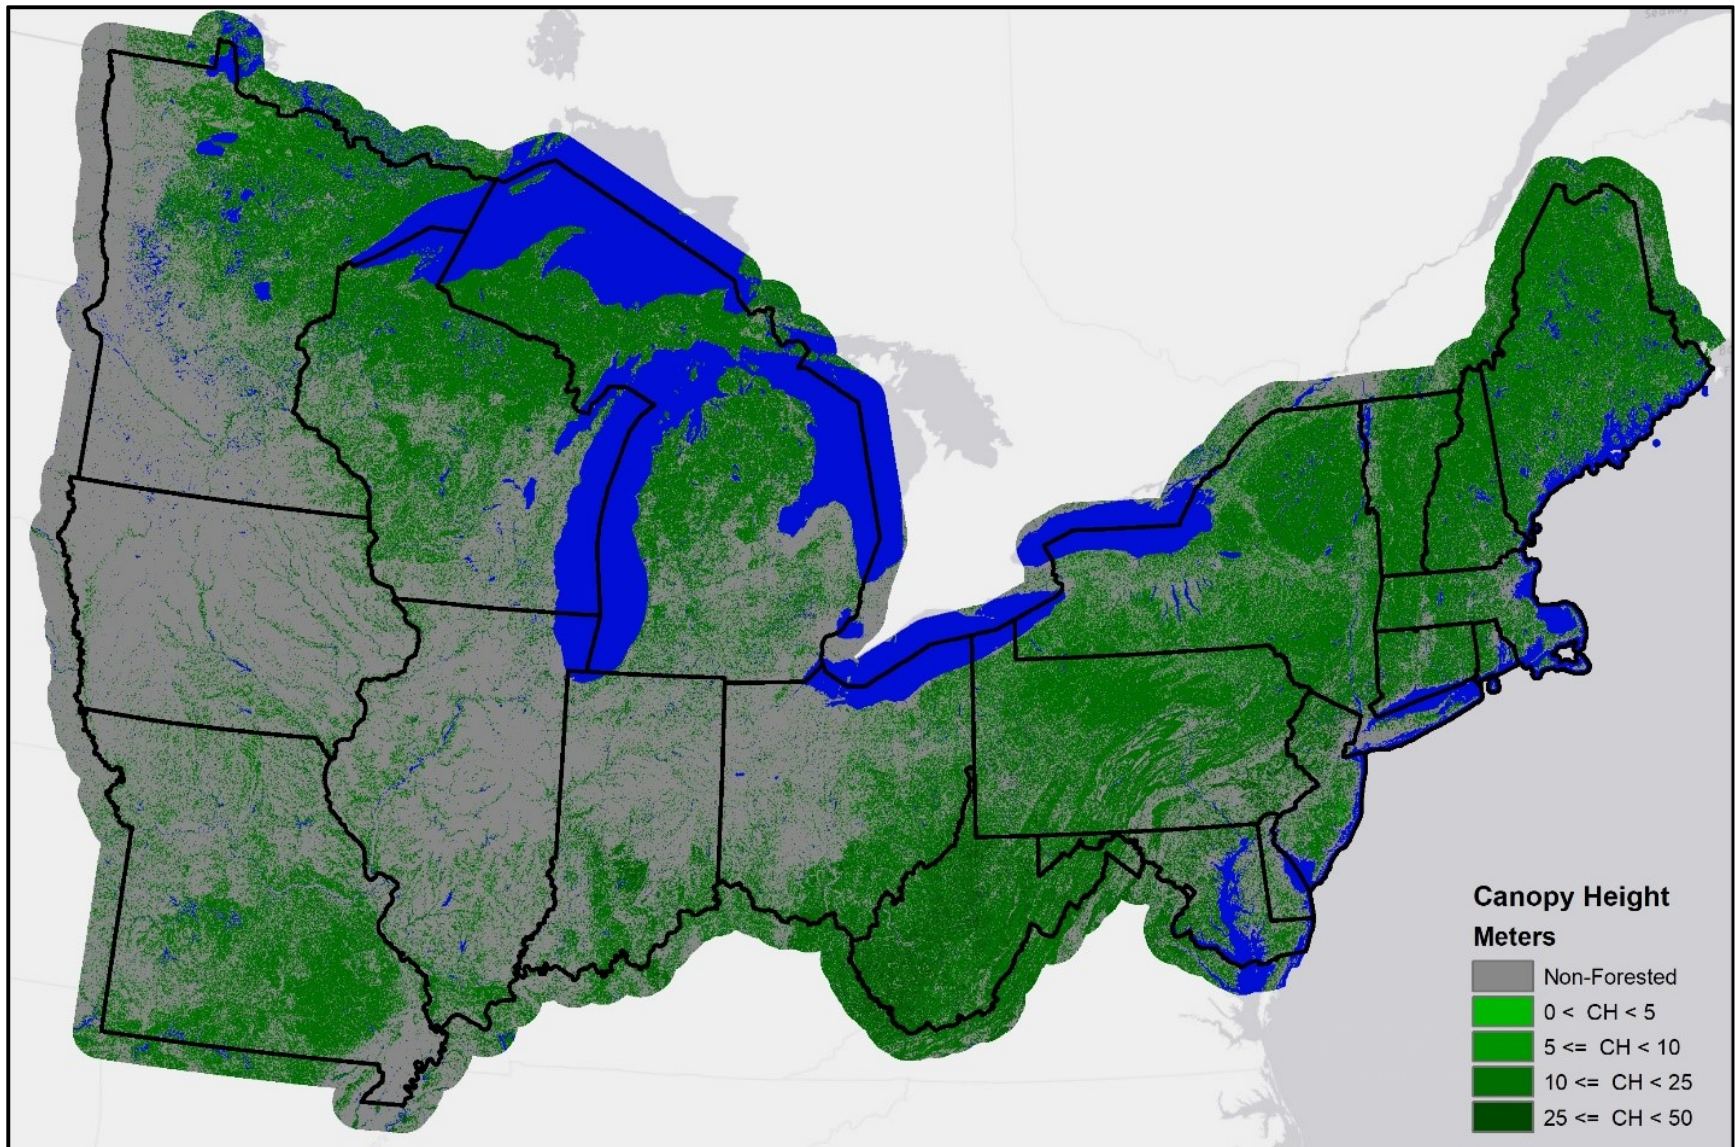 Canopy Height
Meters
Non-Forested
0 < CH < 5
5 <= CH < 10
10 <= CH < 25
25 <= CH < 50